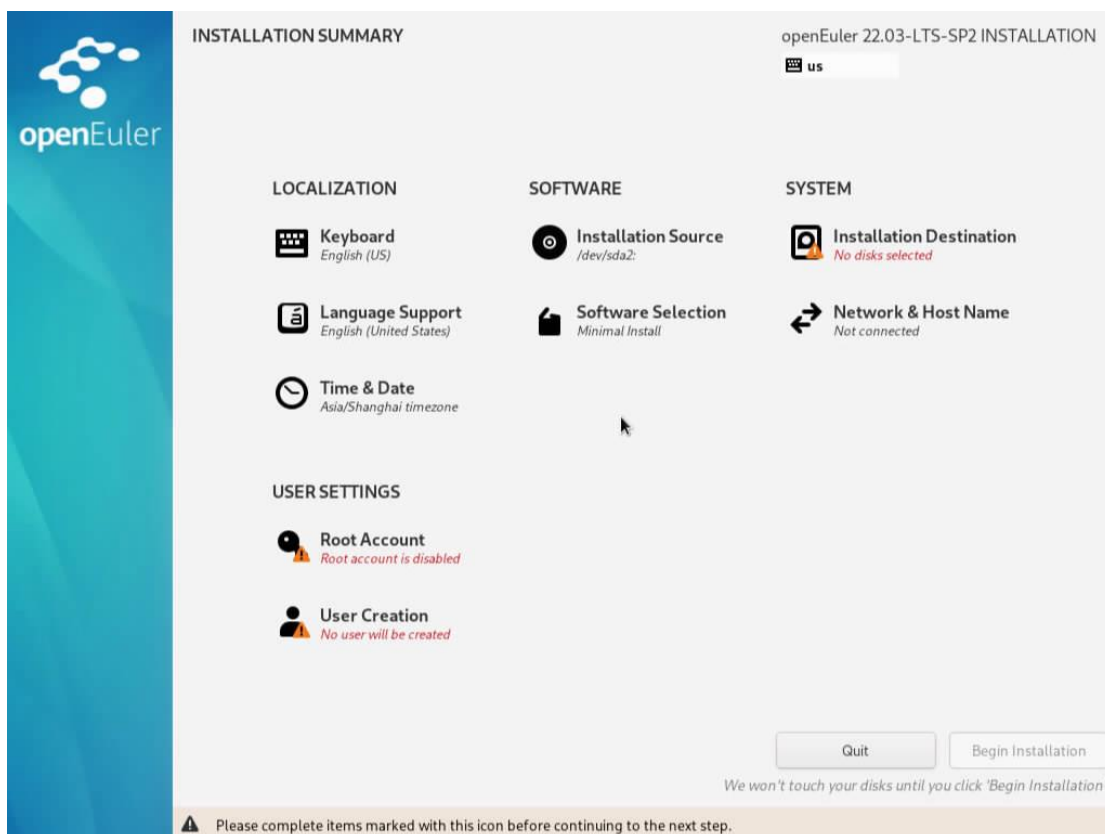 openEuler
INSTALLATION SUMMARY
openEuler 22.03-LTS-SP2 INSTALLATION
us
LOCALIZATION
Keyboard
English (US)
Language Support
English (United States)
Time & Date
Asia/Shanghai timezone
SOFTWARE
Installation Source
/dev/sda2:
Software Selection
Minimal Install
SYSTEM
Installation Destination
No disks selected
Network & Host Name
Not connected
USER SETTINGS
Root Account
Root account is disabled
User Creation
No user will be created
Quit
Begin Installation
We won't touch your disks until you click 'Begin Installation
Please complete items marked with this icon before continuing to the next step.